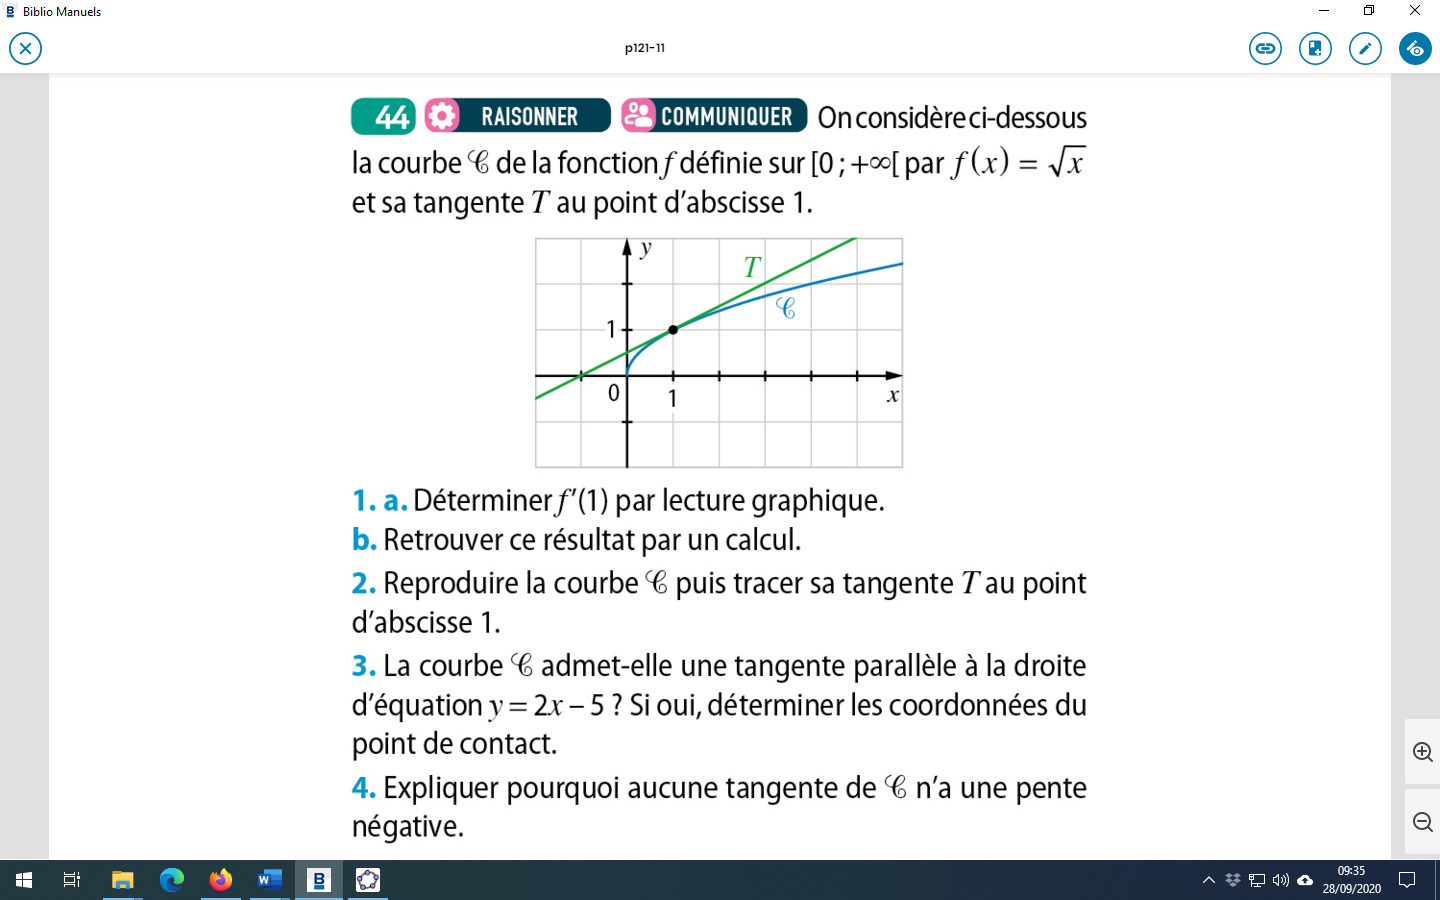 Biblio Manuels
p121-11
44 RAISONNER COMMUNIQUER On considère ci-dessous
la courbe 𝒞 de la fonction f définie sur [0 ; +∞[ par f(x) = √x
et sa tangente T au point d’abscisse 1.
y
T
𝒞
1
0
1
x
1. a. Déterminer f′(1) par lecture graphique.
b. Retrouver ce résultat par un calcul.
2. Reproduire la courbe 𝒞 puis tracer sa tangente T au point
d’abscisse 1.
3. La courbe 𝒞 admet-elle une tangente parallèle à la droite
d’équation y = 2x – 5 ? Si oui, déterminer les coordonnées du
point de contact.
4. Expliquer pourquoi aucune tangente de 𝒞 n’a une pente
négative.
09:35
28/09/2020